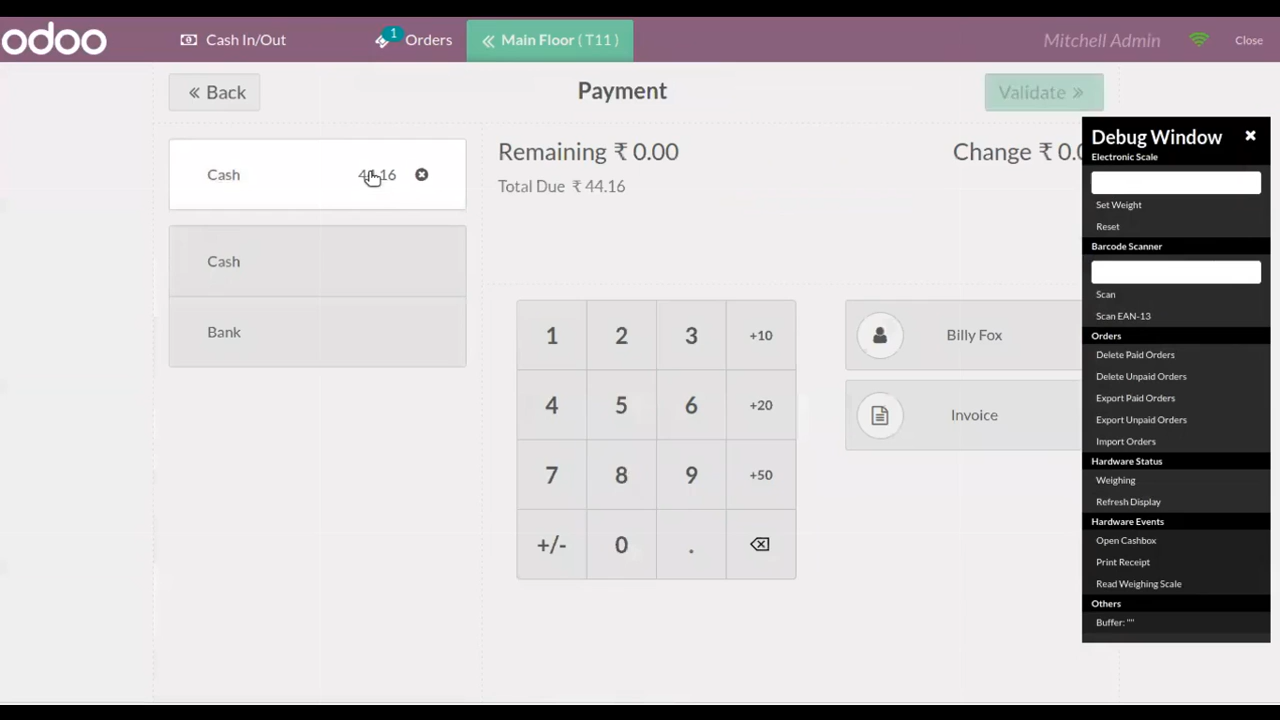 odoo
Cash In/Out
1
Orders
Main Floor ( T11 )
Mitchell Admin
Close
Back
Payment
Validate
Cash
Remaining ₹ 0.00
Change ₹
Total Due ₹ 44.16
Cash
Bank
1 2 3 +10
4 5 6 +20
7 8 9 +50
+/- 0 .
Billy Fox
Invoice
Debug Window
Electronic Scale
Set Weight
Reset
Barcode Scanner
Scan
Scan EAN-13
Orders
Delete Paid Orders
Delete Unpaid Orders
Export Paid Orders
Export Unpaid Orders
Import Orders
Hardware Status
Weighing
Refresh Display
Hardware Events
Open Cashbox
Print Receipt
Read Weighing Scale
Others
Buffer: ""